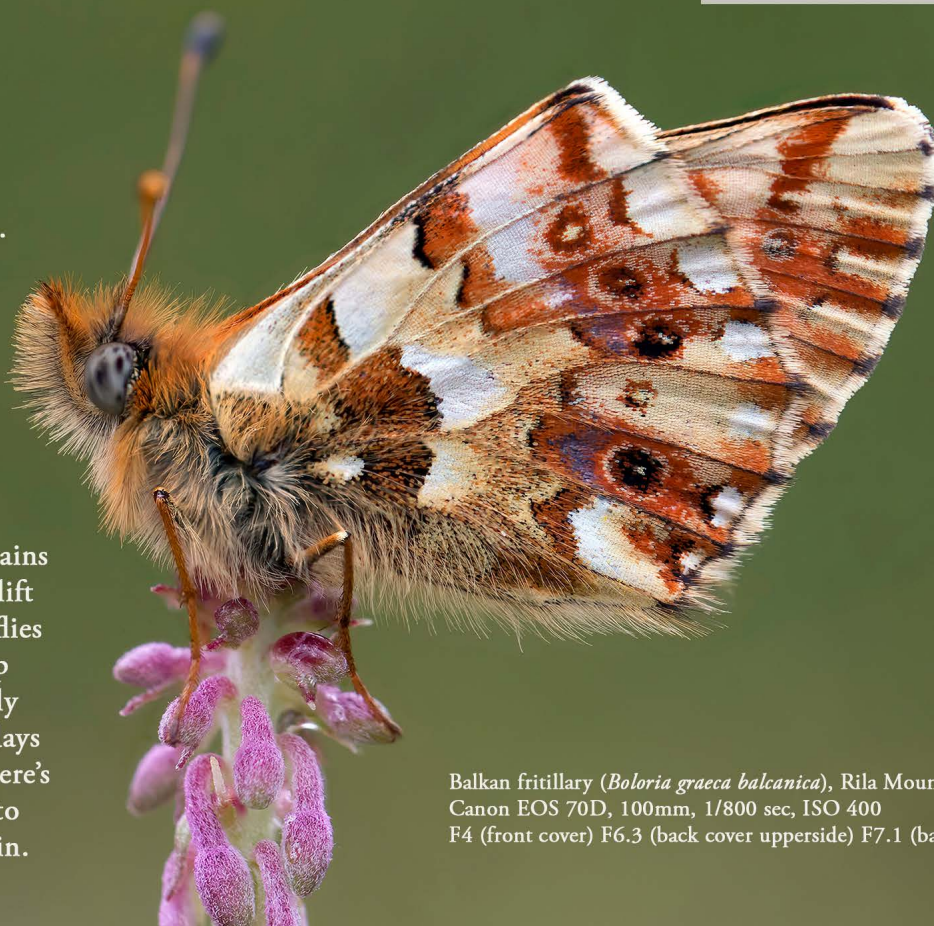 .
ains
lift
flies
ly
ays
ere's
to
in.
Balkan fritillary (Boloria graeca balcanica), Rila Moun
Canon EOS 70D, 100mm, 1/800 sec, ISO 400
F4 (front cover) F6.3 (back cover upperside) F7.1 (ba